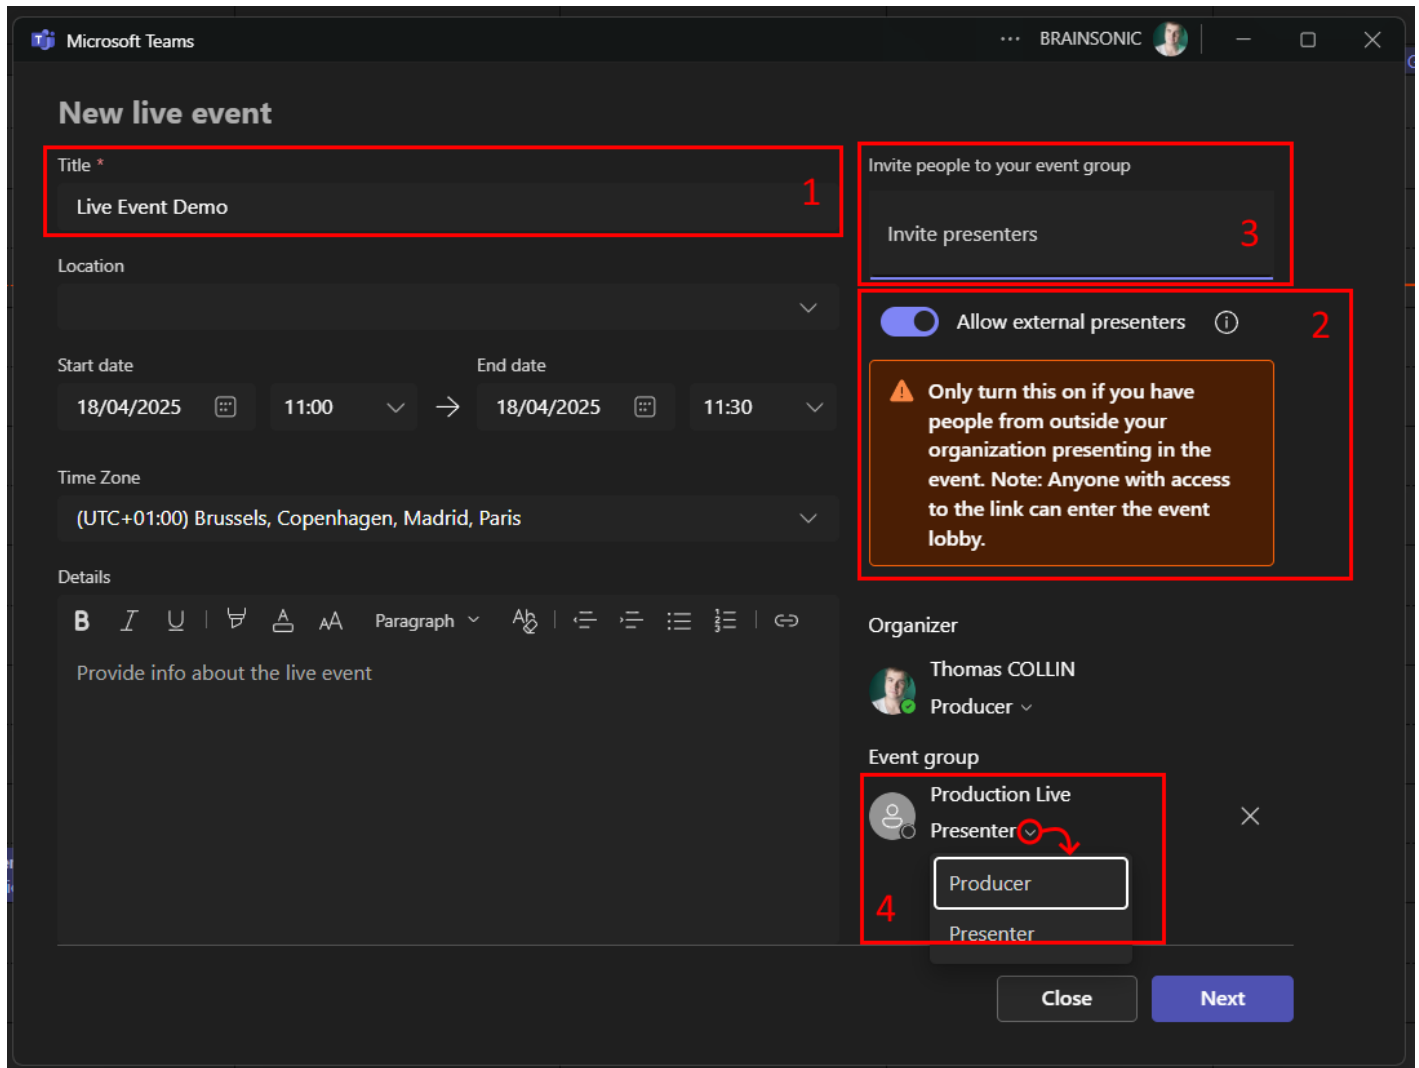 Microsoft Teams
··· BRAINSONIC
New live event
Title *
Live Event Demo
1
Location
Start date
End date
18/04/2025
11:00
18/04/2025
11:30
Time Zone
(UTC+01:00) Brussels, Copenhagen, Madrid, Paris
Details
B I U A AA Paragraph Ab
Provide info about the live event
Invite people to your event group
Invite presenters
3
Allow external presenters
2
Only turn this on if you have
people from outside your
organization presenting in the
event. Note: Anyone with access
to the link can enter the event
lobby.
Organizer
Thomas COLLIN
Producer
Event group
Production Live
Presenter
Producer
4
Presenter
Close
Next